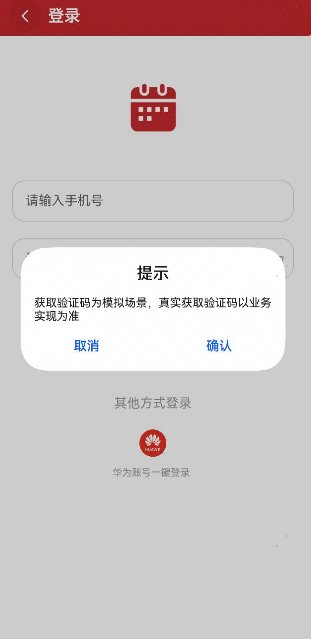 登录
请输入手机号
提示
获取验证码为模拟场景，真实获取验证码以业务
实现为准
取消
确认
其他方式登录
HUAWEI
华为账号一键登录